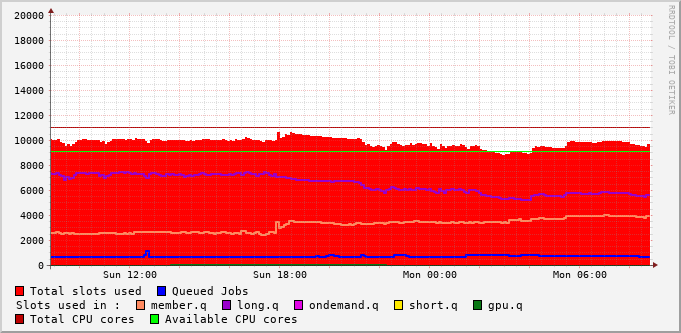 20000
18000
16000
14000
12000
10000
8000
6000
4000
2000
0
Sun 12:00 Sun 18:00 Mon 00:00 Mon 06:00
RRDTOOL / TOBI OETIKER
Total slots used Queued Jobs
Slots used in : member.q long.q ondemand.q short.q gpu.q
Total CPU cores Available CPU cores